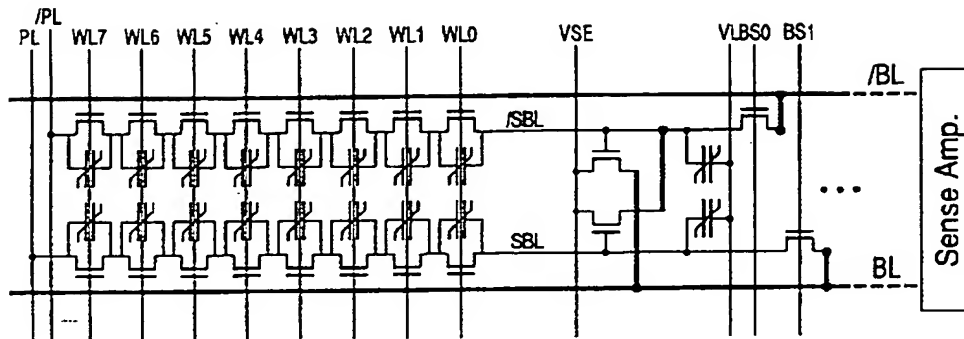 /PL
PL WL7 WL6 WL5 WL4 WL3 WL2 WL1 WL0 VSE VLBS0 BS1
/BL
/SBL
SBL
BL
Sense Amp.